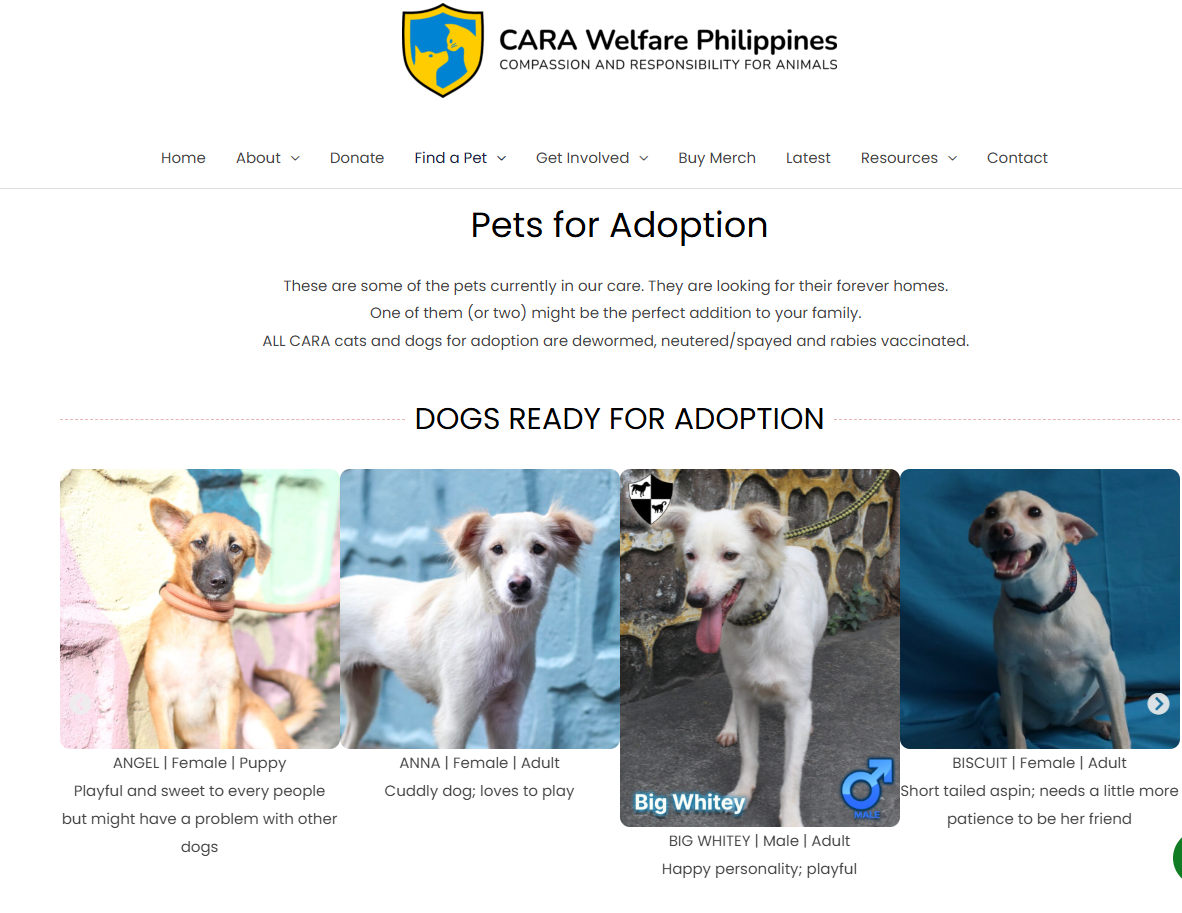 CARA Welfare Philippines
COMPASSION AND RESPONSIBILITY FOR ANIMALS
Home About Donate Find a Pet Get Involved Buy Merch Latest Resources Contact
Pets for Adoption
These are some of the pets currently in our care. They are looking for their forever homes.
One of them (or two) might be the perfect addition to your family.
ALL CARA cats and dogs for adoption are dewormed, neutered/spayed and rabies vaccinated.
DOGS READY FOR ADOPTION
ANGEL | Female | Puppy
Playful and sweet to every people
but might have a problem with other
dogs
ANNA | Female | Adult
Cuddly dog; loves to play
Big Whitey
MALE
BIG WHITEY | Male | Adult
Happy personality; playful
BISCUIT | Female | Adult
Short tailed aspin; needs a little more
patience to be her friend